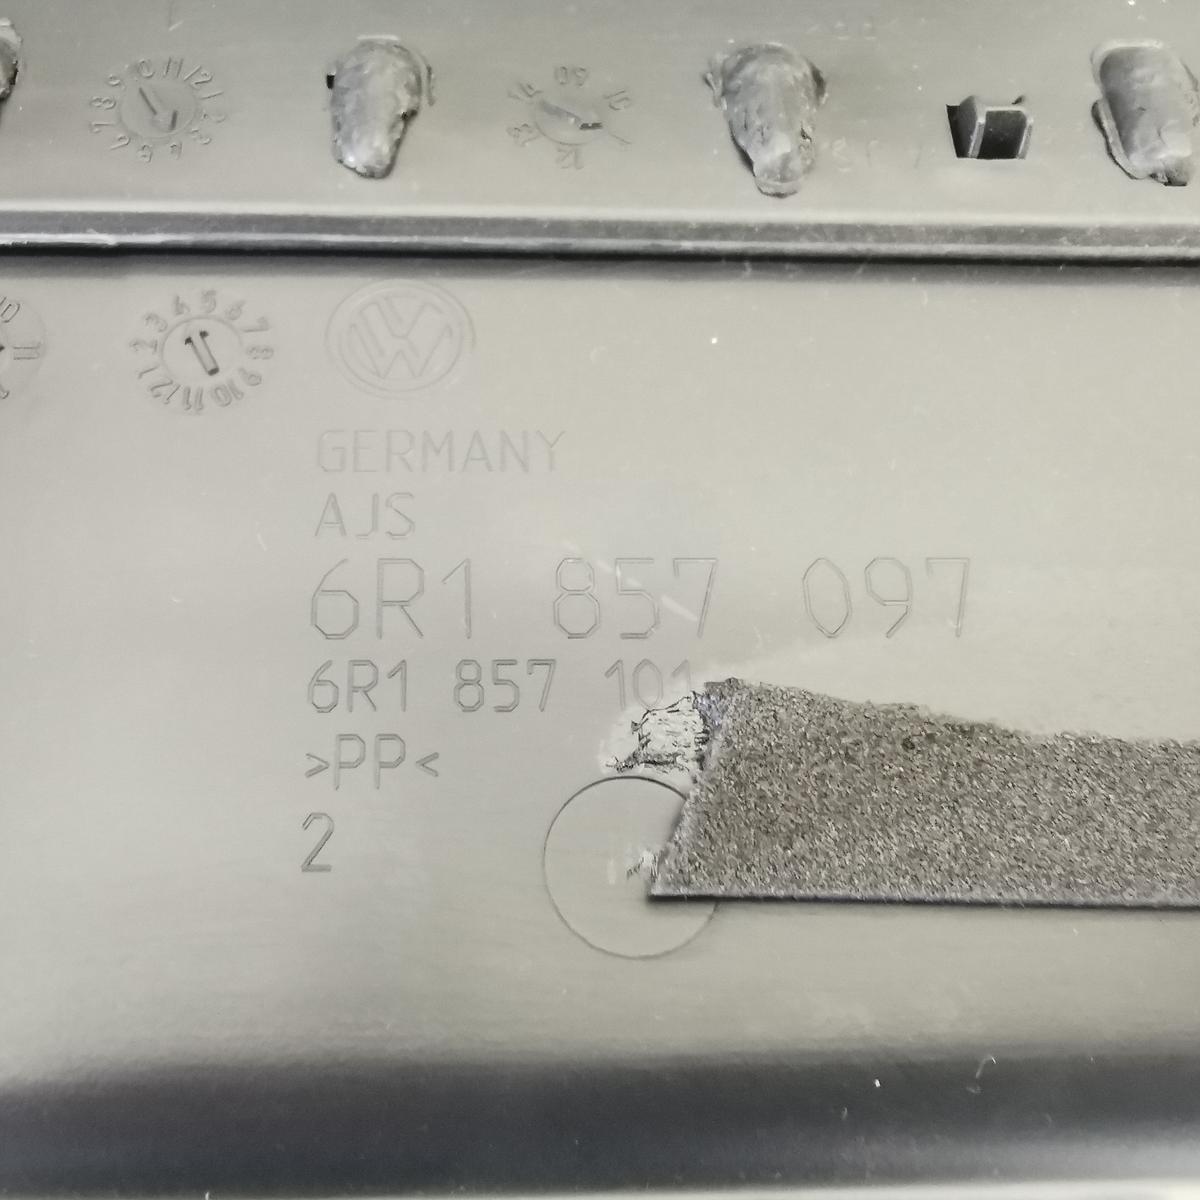 GERMANY
AJS
6R1 857 097
6R1 857 101
>PP<
2